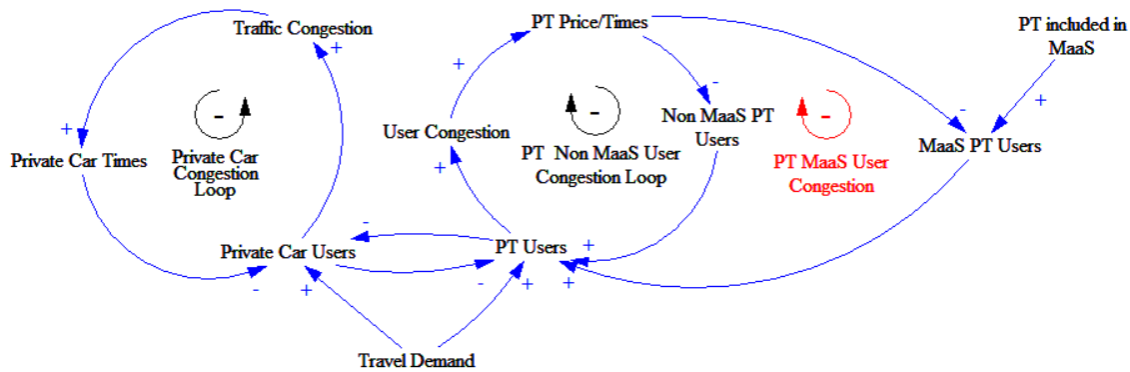 Traffic Congestion
PT Price/Times
PT included in
MaaS
+
+
-
-
+
+
-
-
-
User Congestion
Non MaaS PT
Users
MaaS PT Users
Private Car Times
Private Car
Congestion
Loop
PT Non MaaS User
Congestion Loop
PT MaaS User
Congestion
+
-
+
Private Car Users
PT Users
-
+
-
+
+
Travel Demand